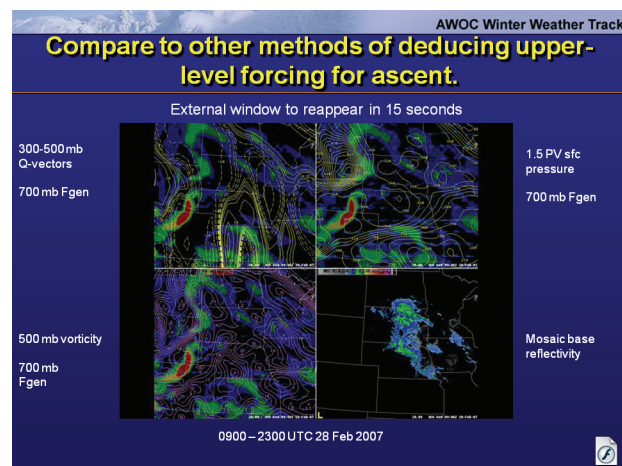 AWOC Winter Weather Track
Compare to other methods of deducing upper-
level forcing for ascent.
External window to reappear in 15 seconds
300-500 mb
Q-vectors
700 mb Fgen
1.5 PV sfc
pressure
700 mb Fgen
500 mb vorticity
700 mb
Fgen
Mosaic base
reflectivity
0900 – 2300 UTC 28 Feb 2007